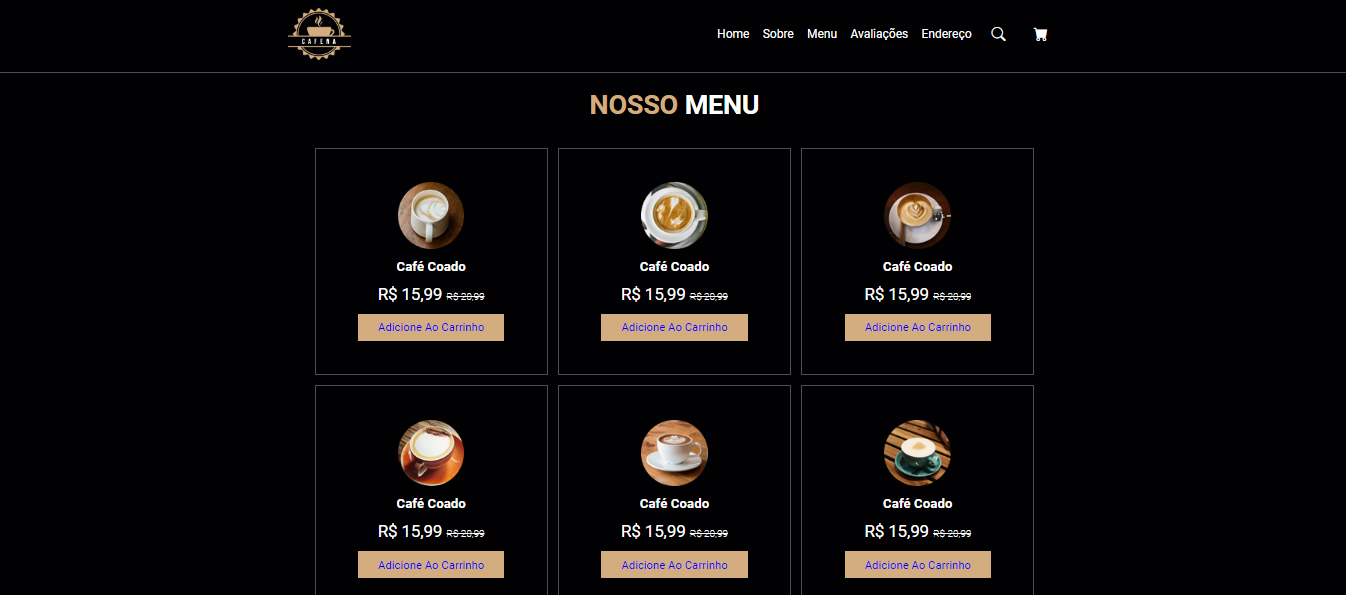 CAFENA
Home Sobre Menu Avaliações Endereço
NOSSO MENU
Café Coado Café Coado Café Coado
R$ 15,99 R$ 20,99 R$ 15,99 R$ 20,99 R$ 15,99 R$ 20,99
Adicione Ao Carrinho Adicione Ao Carrinho Adicione Ao Carrinho
Café Coado Café Coado Café Coado
R$ 15,99 R$ 20,99 R$ 15,99 R$ 20,99 R$ 15,99 R$ 20,99
Adicione Ao Carrinho Adicione Ao Carrinho Adicione Ao Carrinho